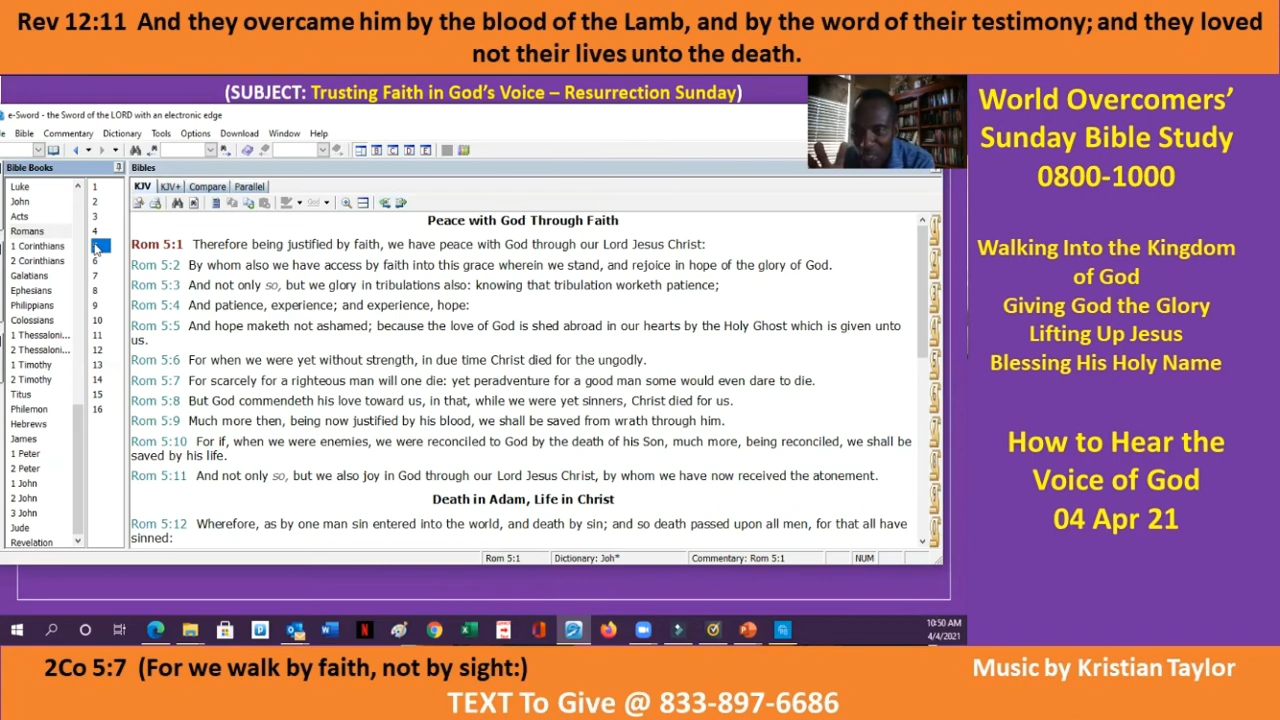 Rev 12:11 And they overcame him by the blood of the Lamb, and by the word of their testimony; and they loved
not their lives unto the death.
(SUBJECT: Trusting Faith in God's Voice – Resurrection Sunday)
e-Sword - the Sword of the LORD with an electronic edge
Bible Commentary Dictionary Tools Options Download Window Help
Bible Books
Bibles
KJV KJV+ Compare Parallel
Luke
John
Acts
Romans
1 Corinthians
2 Corinthians
Galatians
Ephesians
Philippians
Colossians
1 Thessaloni...
2 Thessaloni...
1 Timothy
2 Timothy
Titus
Philemon
Hebrews
James
1 Peter
2 Peter
1 John
2 John
3 John
Jude
Revelation
1
2
3
4
6
7
8
9
10
11
12
13
14
15
16
Peace with God Through Faith
Rom 5:1 Therefore being justified by faith, we have peace with God through our Lord Jesus Christ:
Rom 5:2 By whom also we have access by faith into this grace wherein we stand, and rejoice in hope of the glory of God.
Rom 5:3 And not only so, but we glory in tribulations also: knowing that tribulation worketh patience;
Rom 5:4 And patience, experience; and experience, hope:
Rom 5:5 And hope maketh not ashamed; because the love of God is shed abroad in our hearts by the Holy Ghost which is given unto
us.
Rom 5:6 For when we were yet without strength, in due time Christ died for the ungodly.
Rom 5:7 For scarcely for a righteous man will one die: yet peradventure for a good man some would even dare to die.
Rom 5:8 But God commendeth his love toward us, in that, while we were yet sinners, Christ died for us.
Rom 5:9 Much more then, being now justified by his blood, we shall be saved from wrath through him.
Rom 5:10 For if, when we were enemies, we were reconciled to God by the death of his Son, much more, being reconciled, we shall be
saved by his life.
Rom 5:11 And not only so, but we also joy in God through our Lord Jesus Christ, by whom we have now received the atonement.
Death in Adam, Life in Christ
Rom 5:12 Wherefore, as by one man sin entered into the world, and death by sin; and so death passed upon all men, for that all have
sinned:
Rom 5:1 Dictionary: Joh* Commentary: Rom 5:1 NUM
10:50 AM
4/4/2021
World Overcomers'
Sunday Bible Study
0800-1000
Walking Into the Kingdom
of God
Giving God the Glory
Lifting Up Jesus
Blessing His Holy Name
How to Hear the
Voice of God
04 Apr 21
2Co 5:7 (For we walk by faith, not by sight:)
Music by Kristian Taylor
TEXT To Give @ 833-897-6686